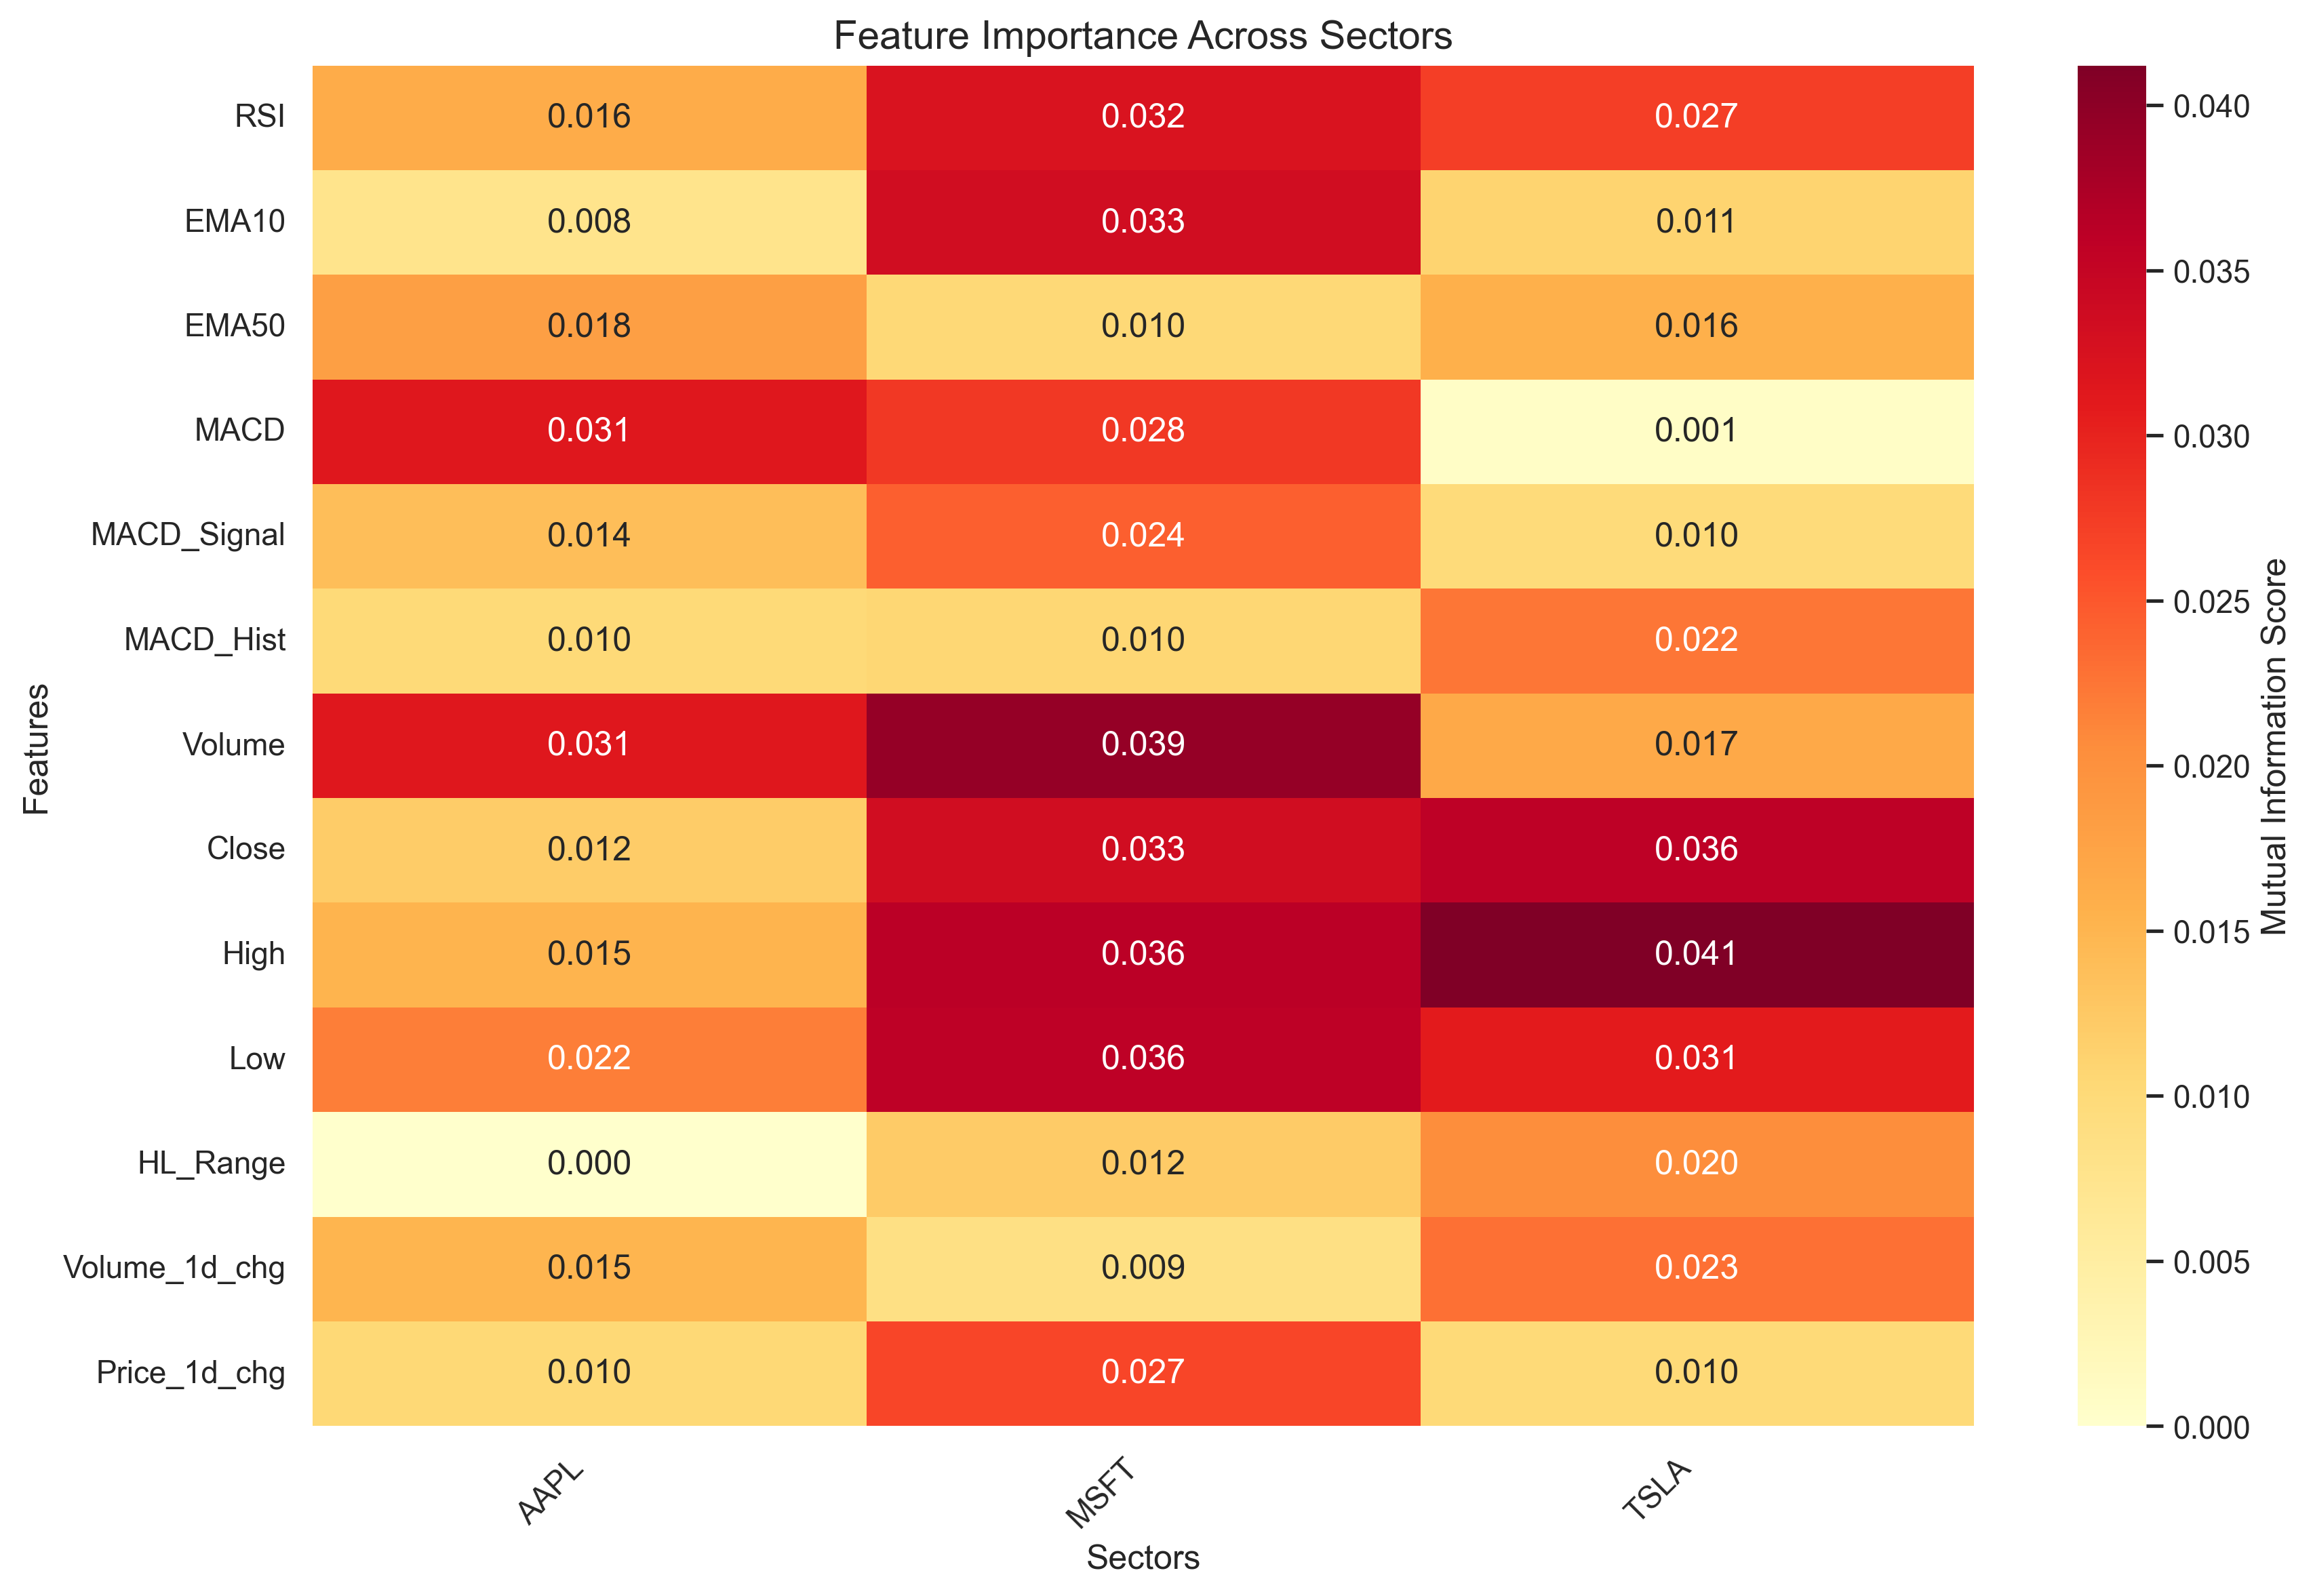 Feature Importance Across Sectors
RSI 0.016 0.032 0.027
EMA10 0.008 0.033 0.011
EMA50 0.018 0.010 0.016
MACD 0.031 0.028 0.001
MACD_Signal 0.014 0.024 0.010
MACD_Hist 0.010 0.010 0.022
Volume 0.031 0.039 0.017
Close 0.012 0.033 0.036
High 0.015 0.036 0.041
Low 0.022 0.036 0.031
HL_Range 0.000 0.012 0.020
Volume_1d_chg 0.015 0.009 0.023
Price_1d_chg 0.010 0.027 0.010
Features
AAPL MSFT TSLA
Sectors
0.040
0.035
0.030
0.025
0.020
0.015
0.010
0.005
0.000
Mutual Information Score